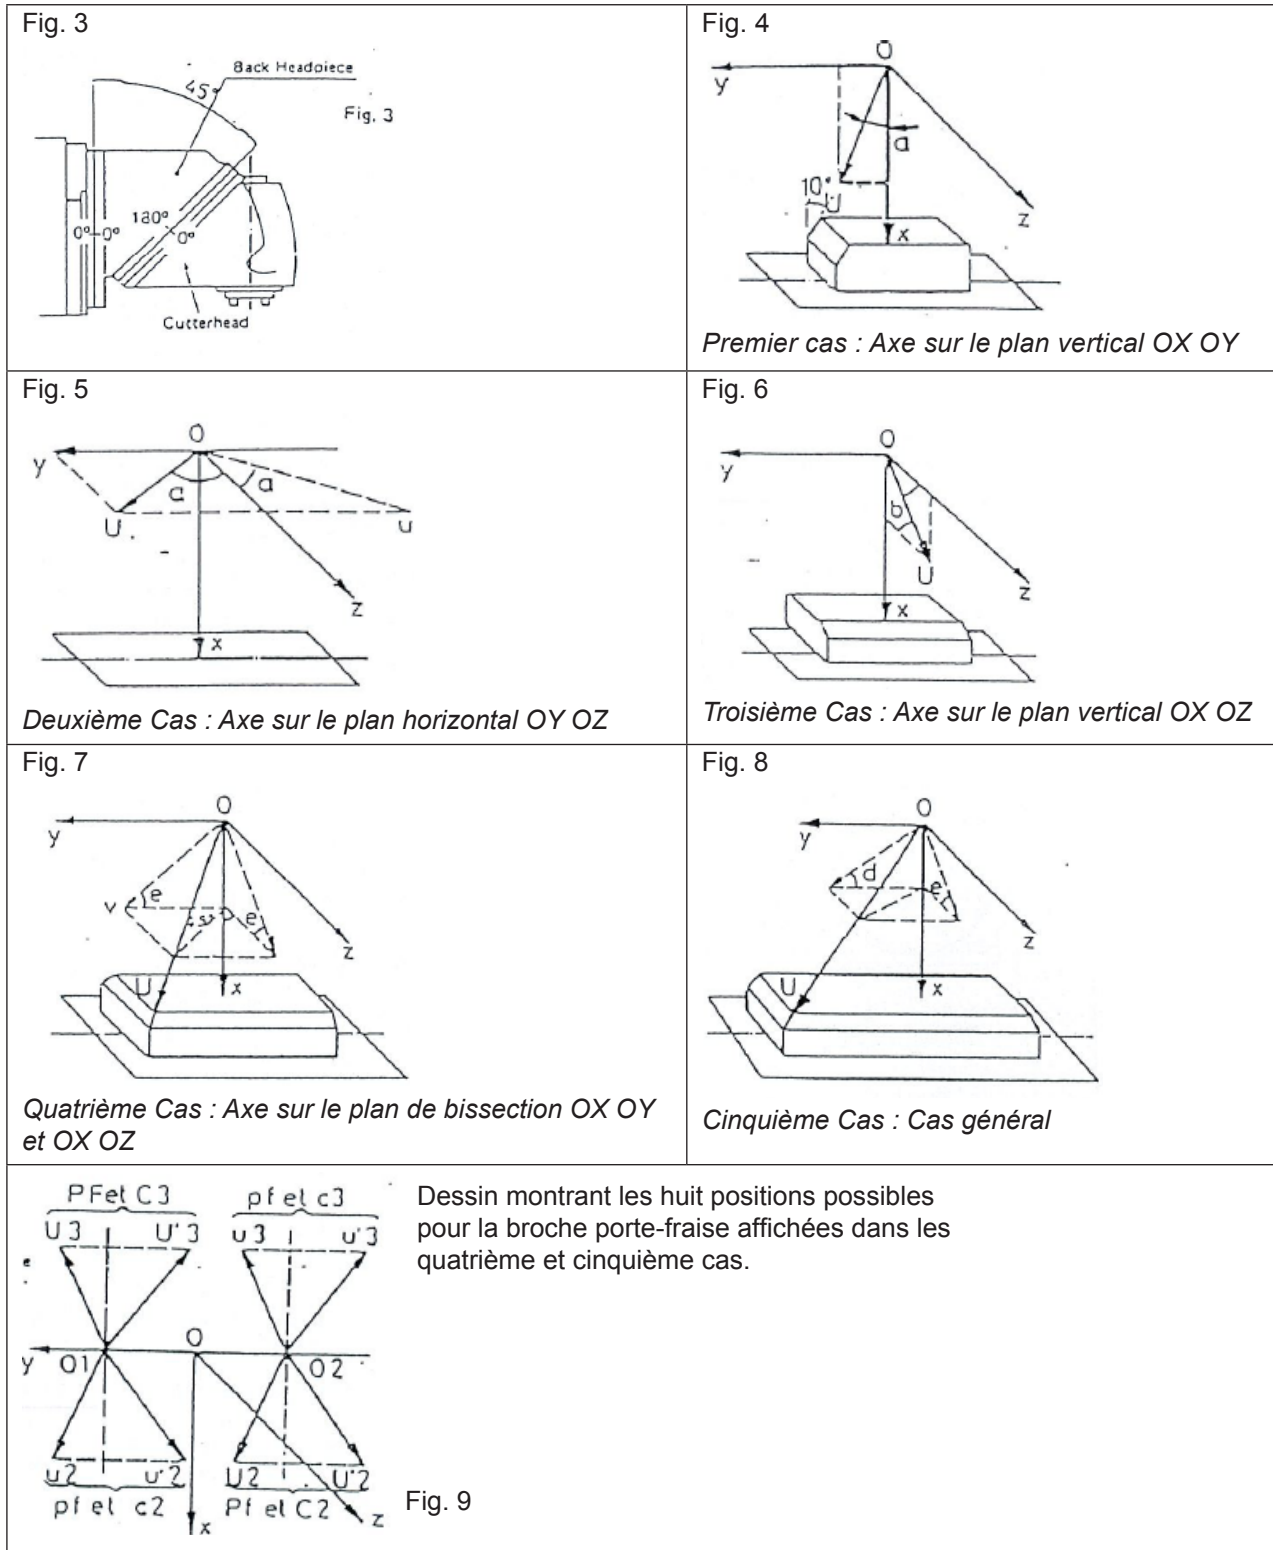 Fig. 3
Back Headpiece
45°
Fig. 3
180°
0° 0°
0°
Cutterhead
Fig. 4
O
y
a
10°
U
z
x
Premier cas : Axe sur le plan vertical OX OY
Fig. 5
O
y
a
a
U
u
z
x
Deuxième Cas : Axe sur le plan horizontal OY OZ
Fig. 6
O
y
b
U
z
x
Troisième Cas : Axe sur le plan vertical OX OZ
Fig. 7
O
y
e
v
e
z
U
x
Quatrième Cas : Axe sur le plan de bissection OX OY
et OX OZ
Fig. 8
O
y
d
e
z
U
x
Cinquième Cas : Cas général
PF et C3
pf et c3
U3 U'3
u3 u'3
y O1 O O2
u2 u'2
U2 U'2
pf et c2
Pf et C2
x
z
Dessin montrant les huit positions possibles
pour la broche porte-fraise affichées dans les
quatrième et cinquième cas.
Fig. 9